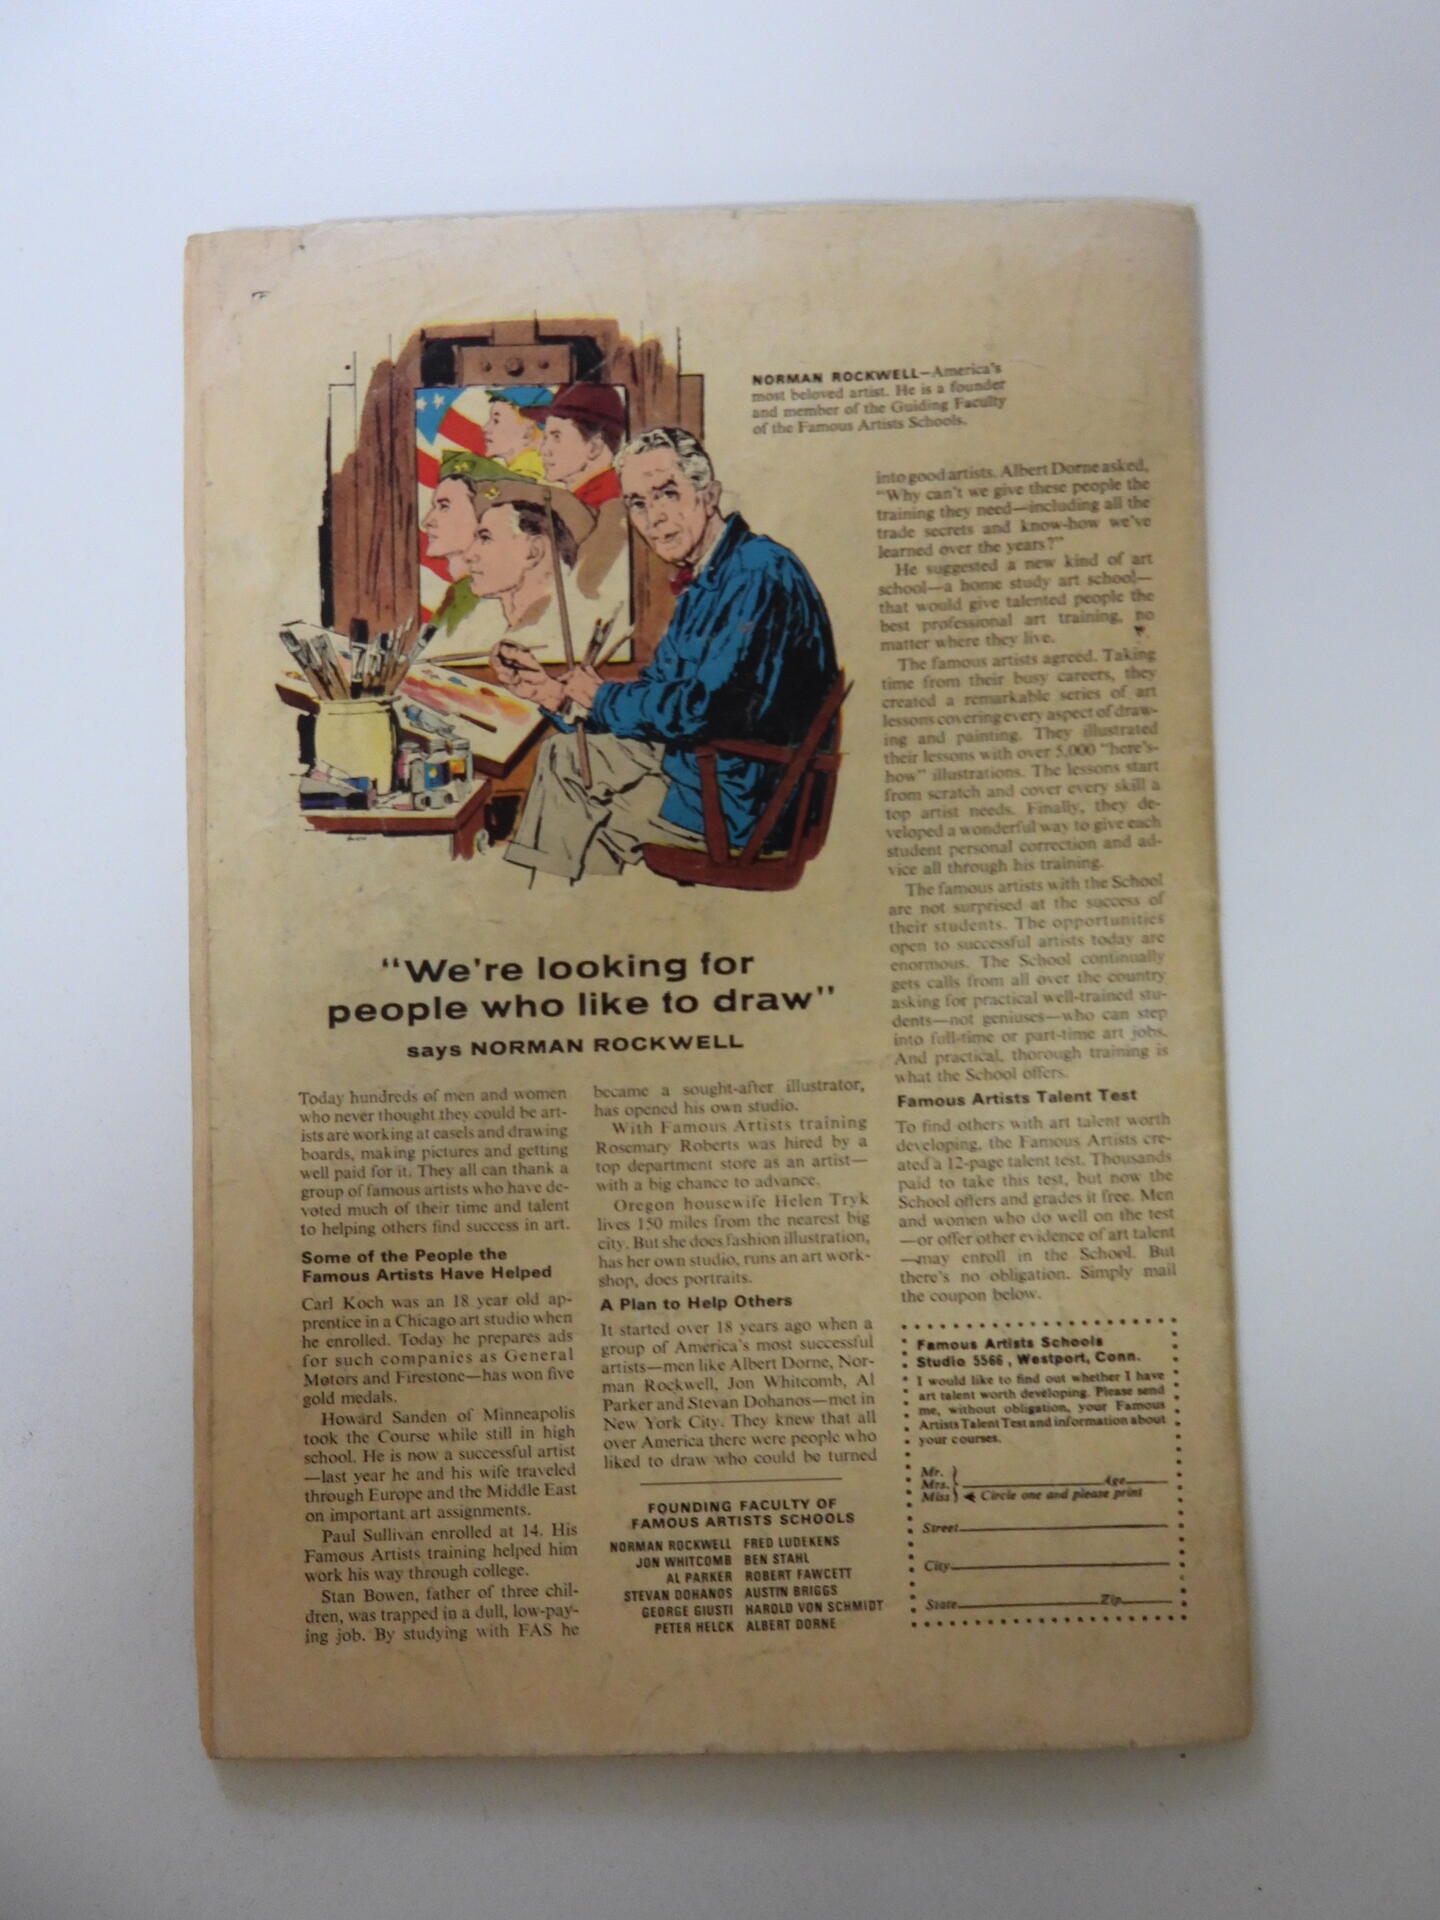 NORMAN ROCKWELL—America's
most beloved artist. He is a founder
and member of the Guiding Faculty
of the Famous Artists Schools.
"We're looking for
people who like to draw"
says NORMAN ROCKWELL
Today hundreds of men and women
who never thought they could be art-
ists are working at easels and drawing
boards, making pictures and getting
well paid for it. They all can thank a
group of famous artists who have de-
voted much of their time and talent
to helping others find success in art.
Some of the People the
Famous Artists Have Helped
Carl Koch was an 18 year old ap-
prentice in a Chicago art studio when
he enrolled. Today he prepares ads
for such companies as General
Motors and Firestone—has won five
gold medals.
Howard Sanden of Minneapolis
took the Course while still in high
school. He is now a successful artist
—last year he and his wife traveled
through Europe and the Middle East
on important art assignments.
Paul Sullivan enrolled at 14. His
Famous Artists training helped him
work his way through college.
Stan Bowen, father of three chil-
dren, was trapped in a dull, low-pay-
ing job. By studying with FAS he
became a sought-after illustrator,
has opened his own studio.
With Famous Artists training
Rosemary Roberts was hired by a
top department store as an artist—
with a big chance to advance.
Oregon housewife Helen Tryk
lives 150 miles from the nearest big
city. But she does fashion illustration,
has her own studio, runs an art work-
shop, does portraits.
A Plan to Help Others
It started over 18 years ago when a
group of America's most successful
artists—men like Albert Dorne, Nor-
man Rockwell, Jon Whitcomb, Al
Parker and Stevan Dohanos—met in
New York City. They knew that all
over America there were people who
liked to draw who could be turned
FOUNDING FACULTY OF
FAMOUS ARTISTS SCHOOLS
NORMAN ROCKWELL FRED LUDEKENS
JON WHITCOMB BEN STAHL
AL PARKER ROBERT FAWCETT
STEVAN DOHANOS AUSTIN BRIGGS
GEORGE GIUSTI HAROLD VON SCHMIDT
PETER HELCK ALBERT DORNE
into good artists. Albert Dorne asked,
"Why can't we give these people the
training they need—including all the
trade secrets and know-how we've
learned over the years?"
He suggested a new kind of art
school—a home study art school—
that would give talented people the
best professional art training, no
matter where they live.
The famous artists agreed. Taking
time from their busy careers, they
created a remarkable series of art
lessons covering every aspect of draw-
ing and painting. They illustrated
their lessons with over 5,000 "here's-
how" illustrations. The lessons start
from scratch and cover every skill a
top artist needs. Finally, they de-
veloped a wonderful way to give each
student personal correction and ad-
vice all through his training.
The famous artists with the School
are not surprised at the success of
their students. The opportunities
open to successful artists today are
enormous. The School continually
gets calls from all over the country
asking for practical well-trained stu-
dents—not geniuses—who can step
into full-time or part-time art jobs.
And practical, thorough training is
what the School offers.
Famous Artists Talent Test
To find others with art talent worth
developing, the Famous Artists cre-
ated a 12-page talent test. Thousands
paid to take this test, but now the
School offers and grades it free. Men
and women who do well on the test
—or offer other evidence of art talent
—may enroll in the School. But
there's no obligation. Simply mail
the coupon below.
Famous Artists Schools
Studio 5566, Westport, Conn.
I would like to find out whether I have
art talent worth developing. Please send
me, without obligation, your Famous
Artists Talent Test and information about
your courses.
Mr.
Mrs. Age
Miss Circle one and please print
Street
City
State Zip